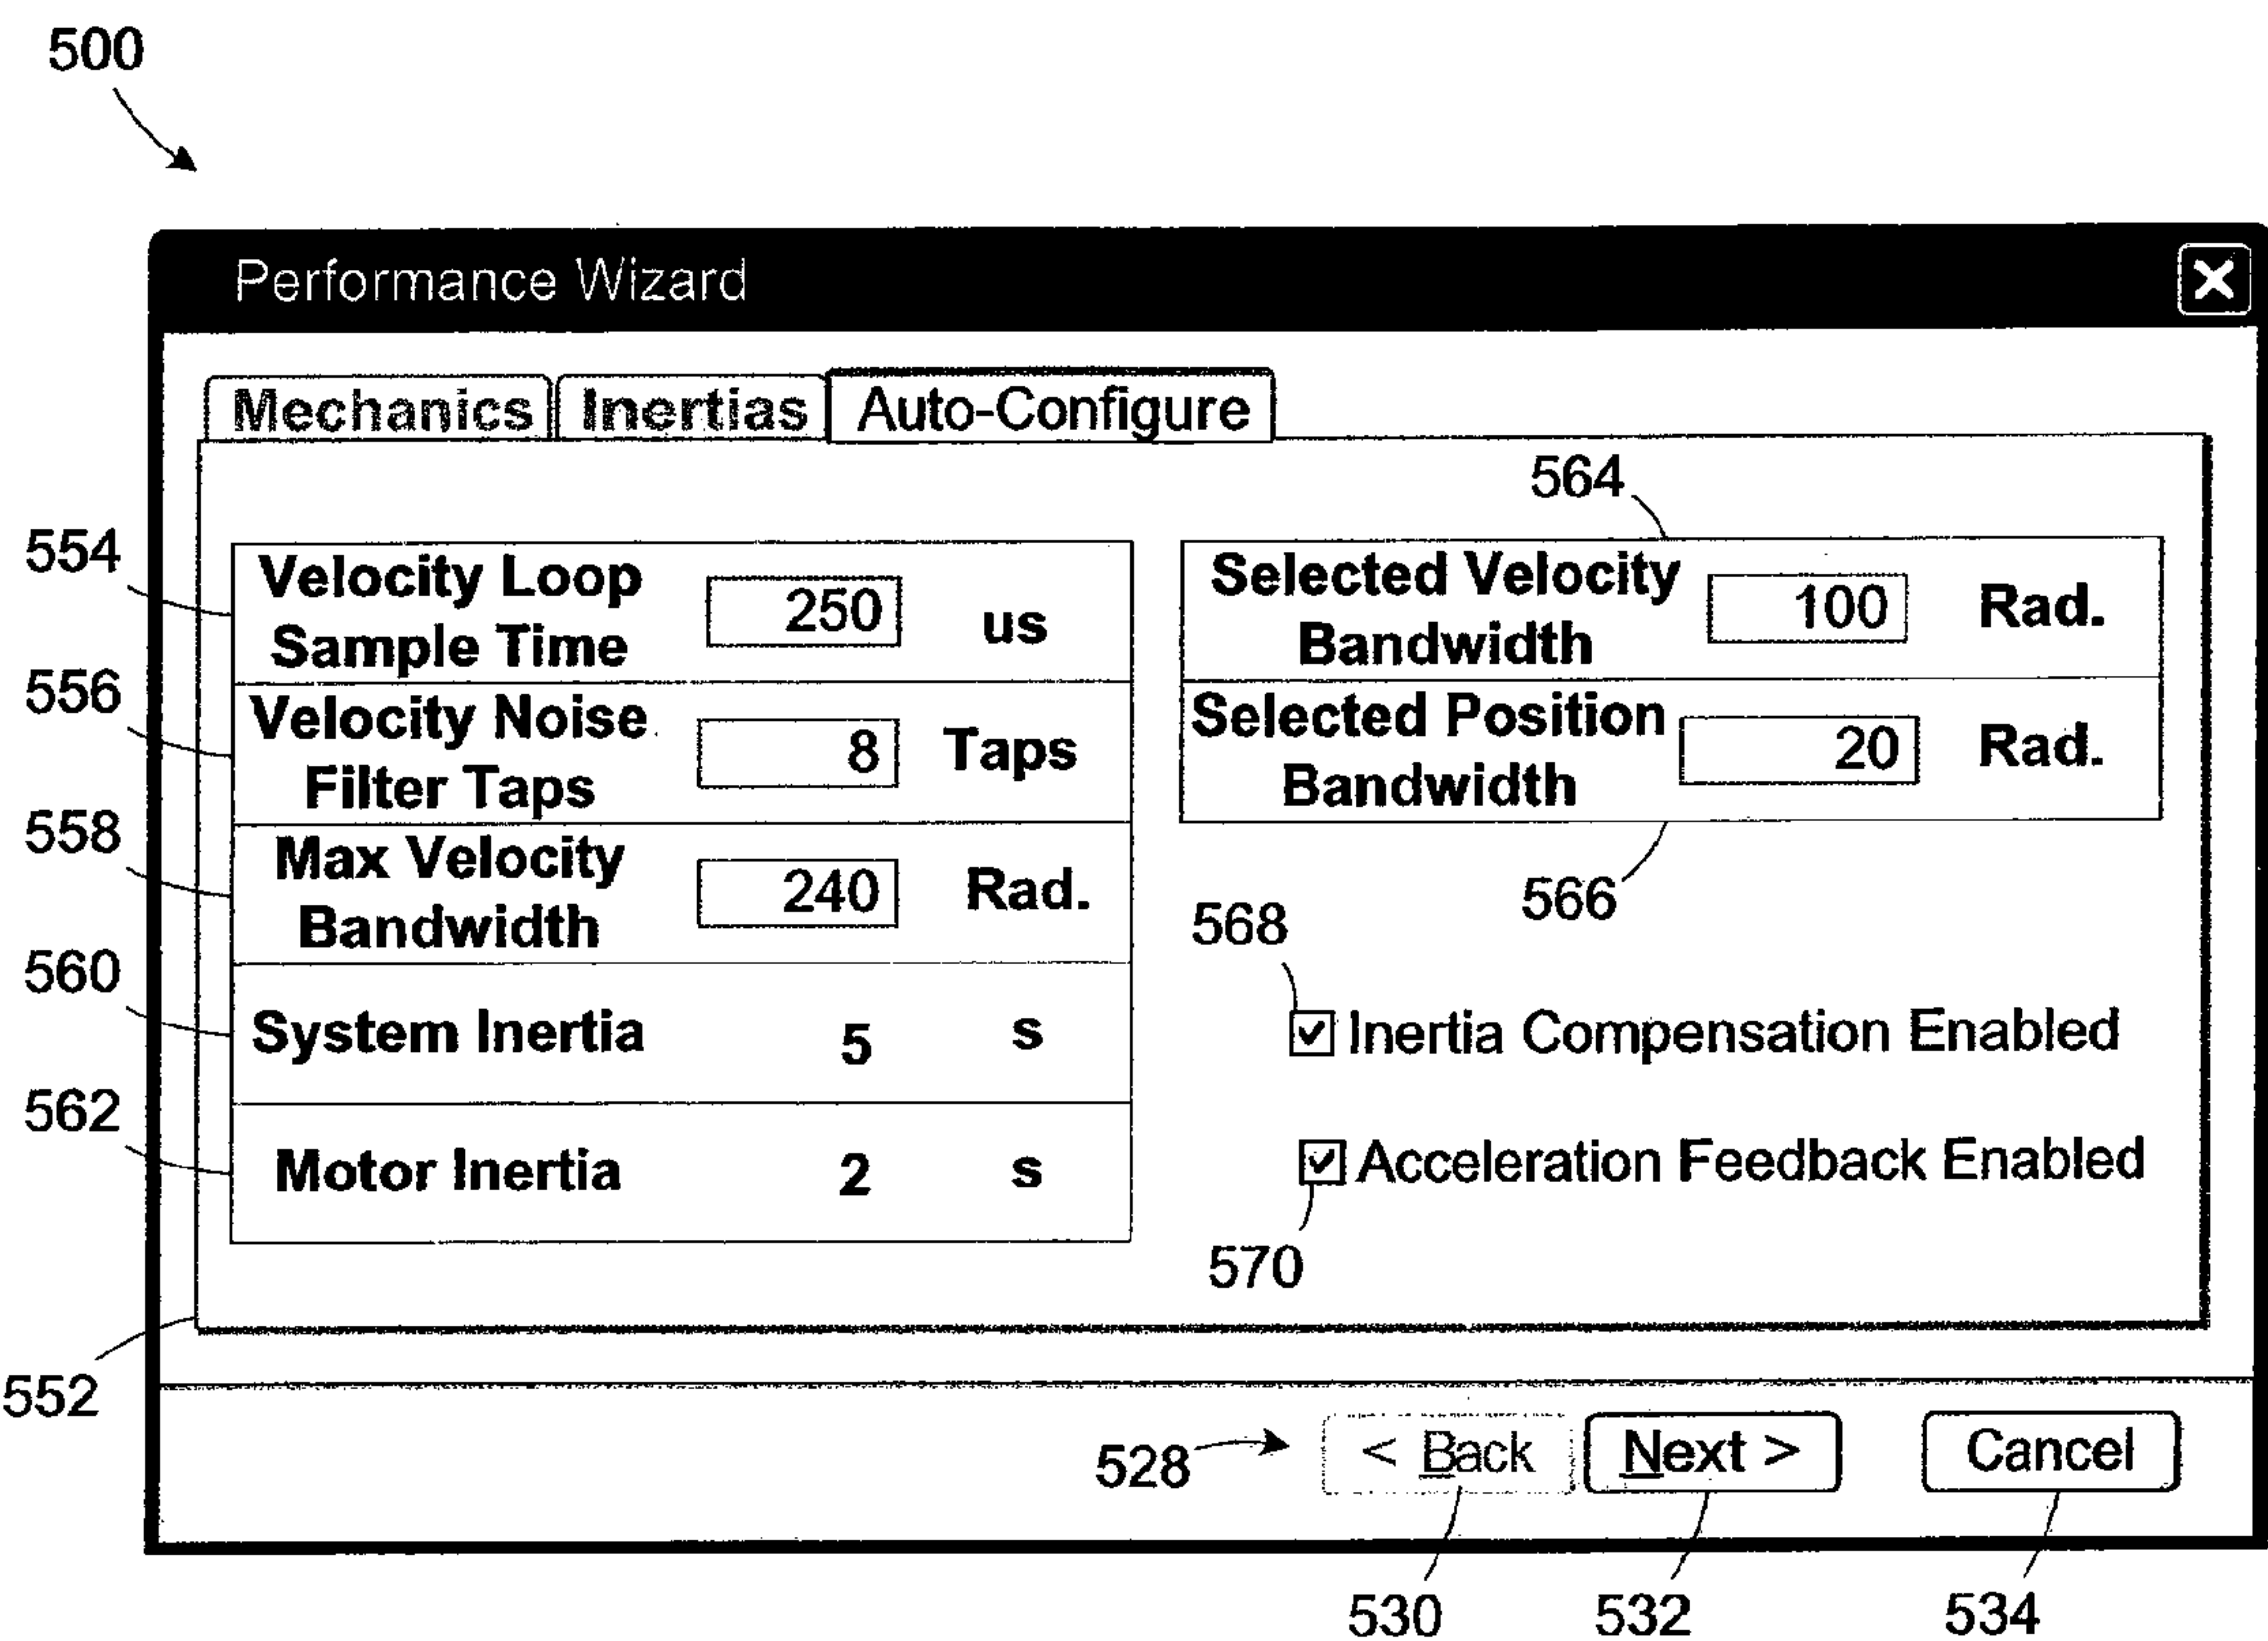 500
Performance Wizard
Mechanics Inertias Auto-Configure
564
554
Velocity Loop
Sample Time
250 us
Selected Velocity
Bandwidth
100 Rad.
556
Velocity Noise
Filter Taps
8 Taps
Selected Position
Bandwidth
20 Rad.
558
Max Velocity
Bandwidth
240 Rad.
566
568
560
System Inertia 5 s
Inertia Compensation Enabled
562
Motor Inertia 2 s
Acceleration Feedback Enabled
570
552
528
< Back Next > Cancel
530 532 534